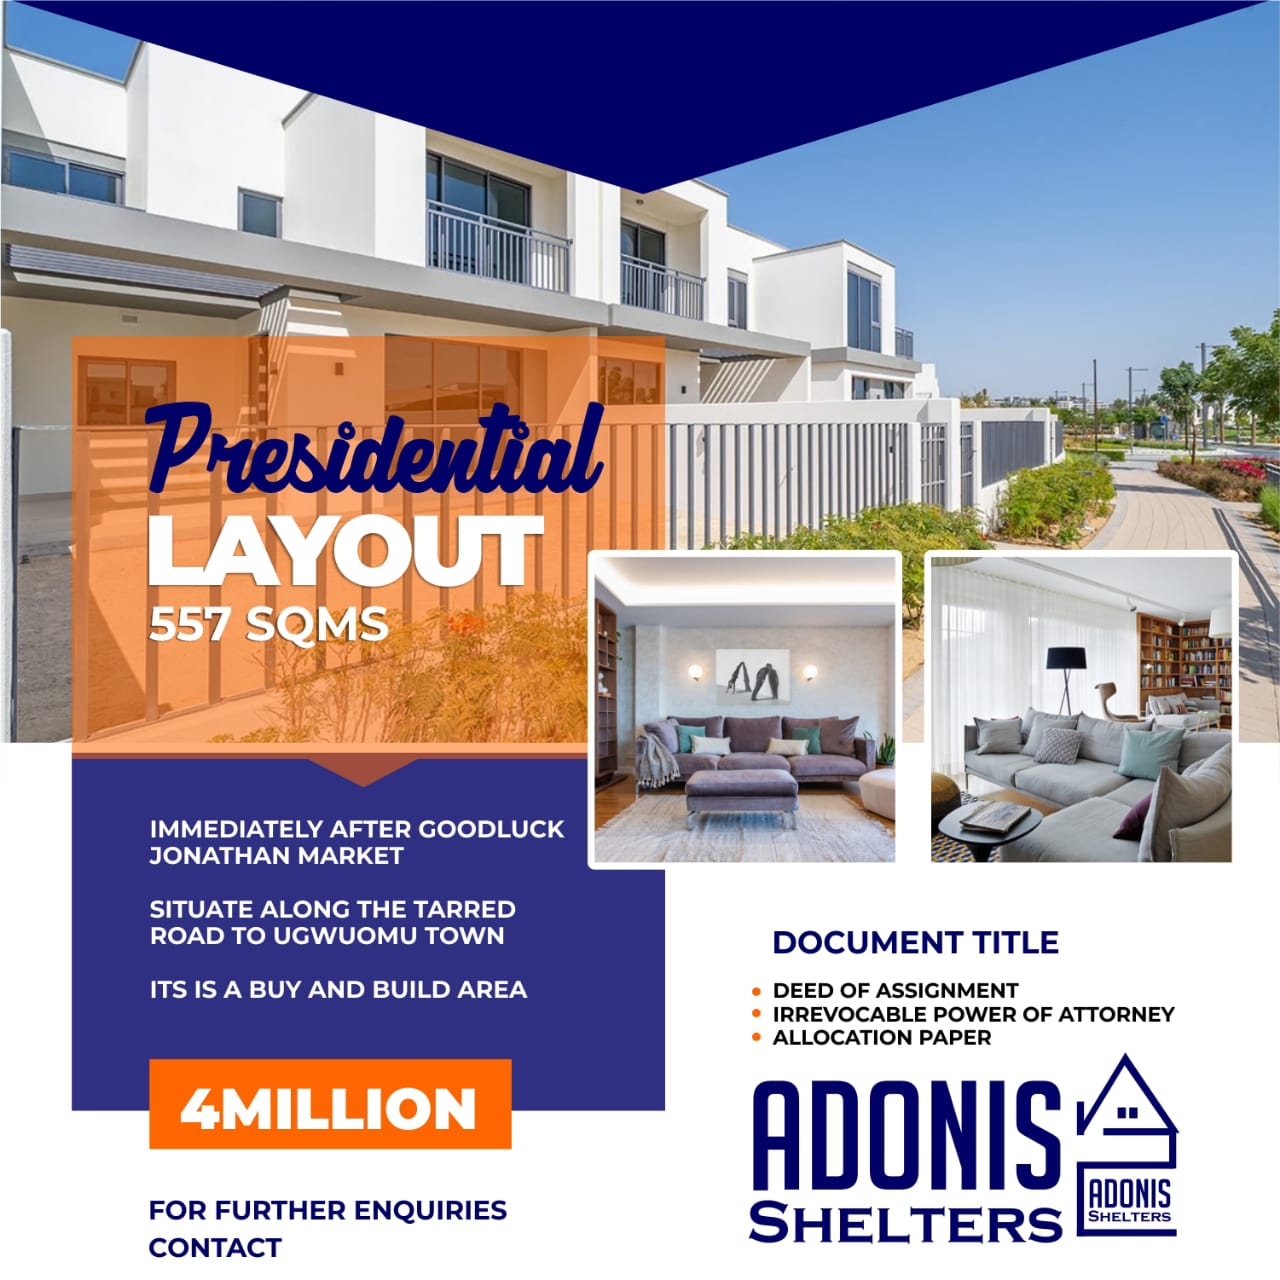 Presidential
LAYOUT
557 SQMS
IMMEDIATELY AFTER GOODLUCK
JONATHAN MARKET
SITUATE ALONG THE TARRED
ROAD TO UGWUOMU TOWN
ITS IS A BUY AND BUILD AREA
4MILLION
FOR FURTHER ENQUIRIES
CONTACT
DOCUMENT TITLE
• DEED OF ASSIGNMENT
• IRREVOCABLE POWER OF ATTORNEY
• ALLOCATION PAPER
ADONIS
SHELTERS
ADONIS
SHELTERS